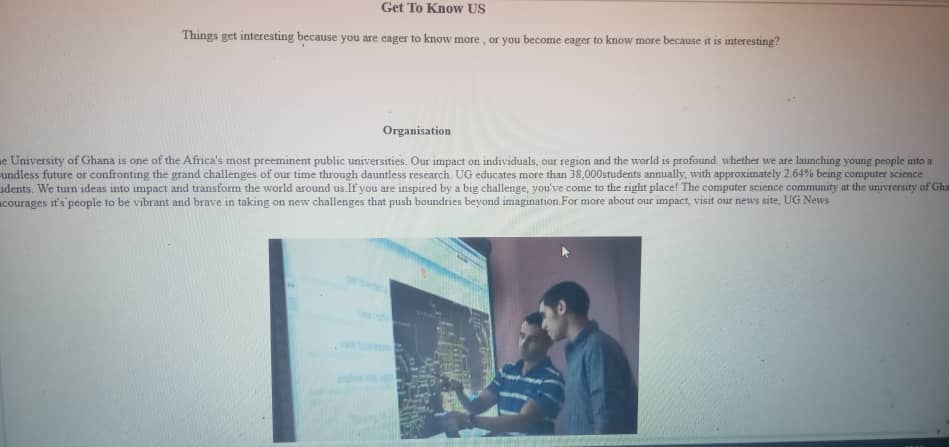 Get To Know US
Things get interesting because you are eager to know more , or you become eager to know more because it is interesting?
Organisation
University of Ghana is one of the Africa's most preeminent public universities. Our impact on individuals, our region and the world is profound. whether we are launching young people into a
future or confronting the grand challenges of our time through dauntless research. UG educates more than 38,000students annually, with approximately 2.64% being computer science
We turn ideas into impact and transform the world around us.If you are inspired by a big challenge, you've come to the right place! The computer science community at the univreersity of
it's people to be vibrant and brave in taking on new challenges that push boundries beyond imagination.For more about our impact, visit our news site, UG News